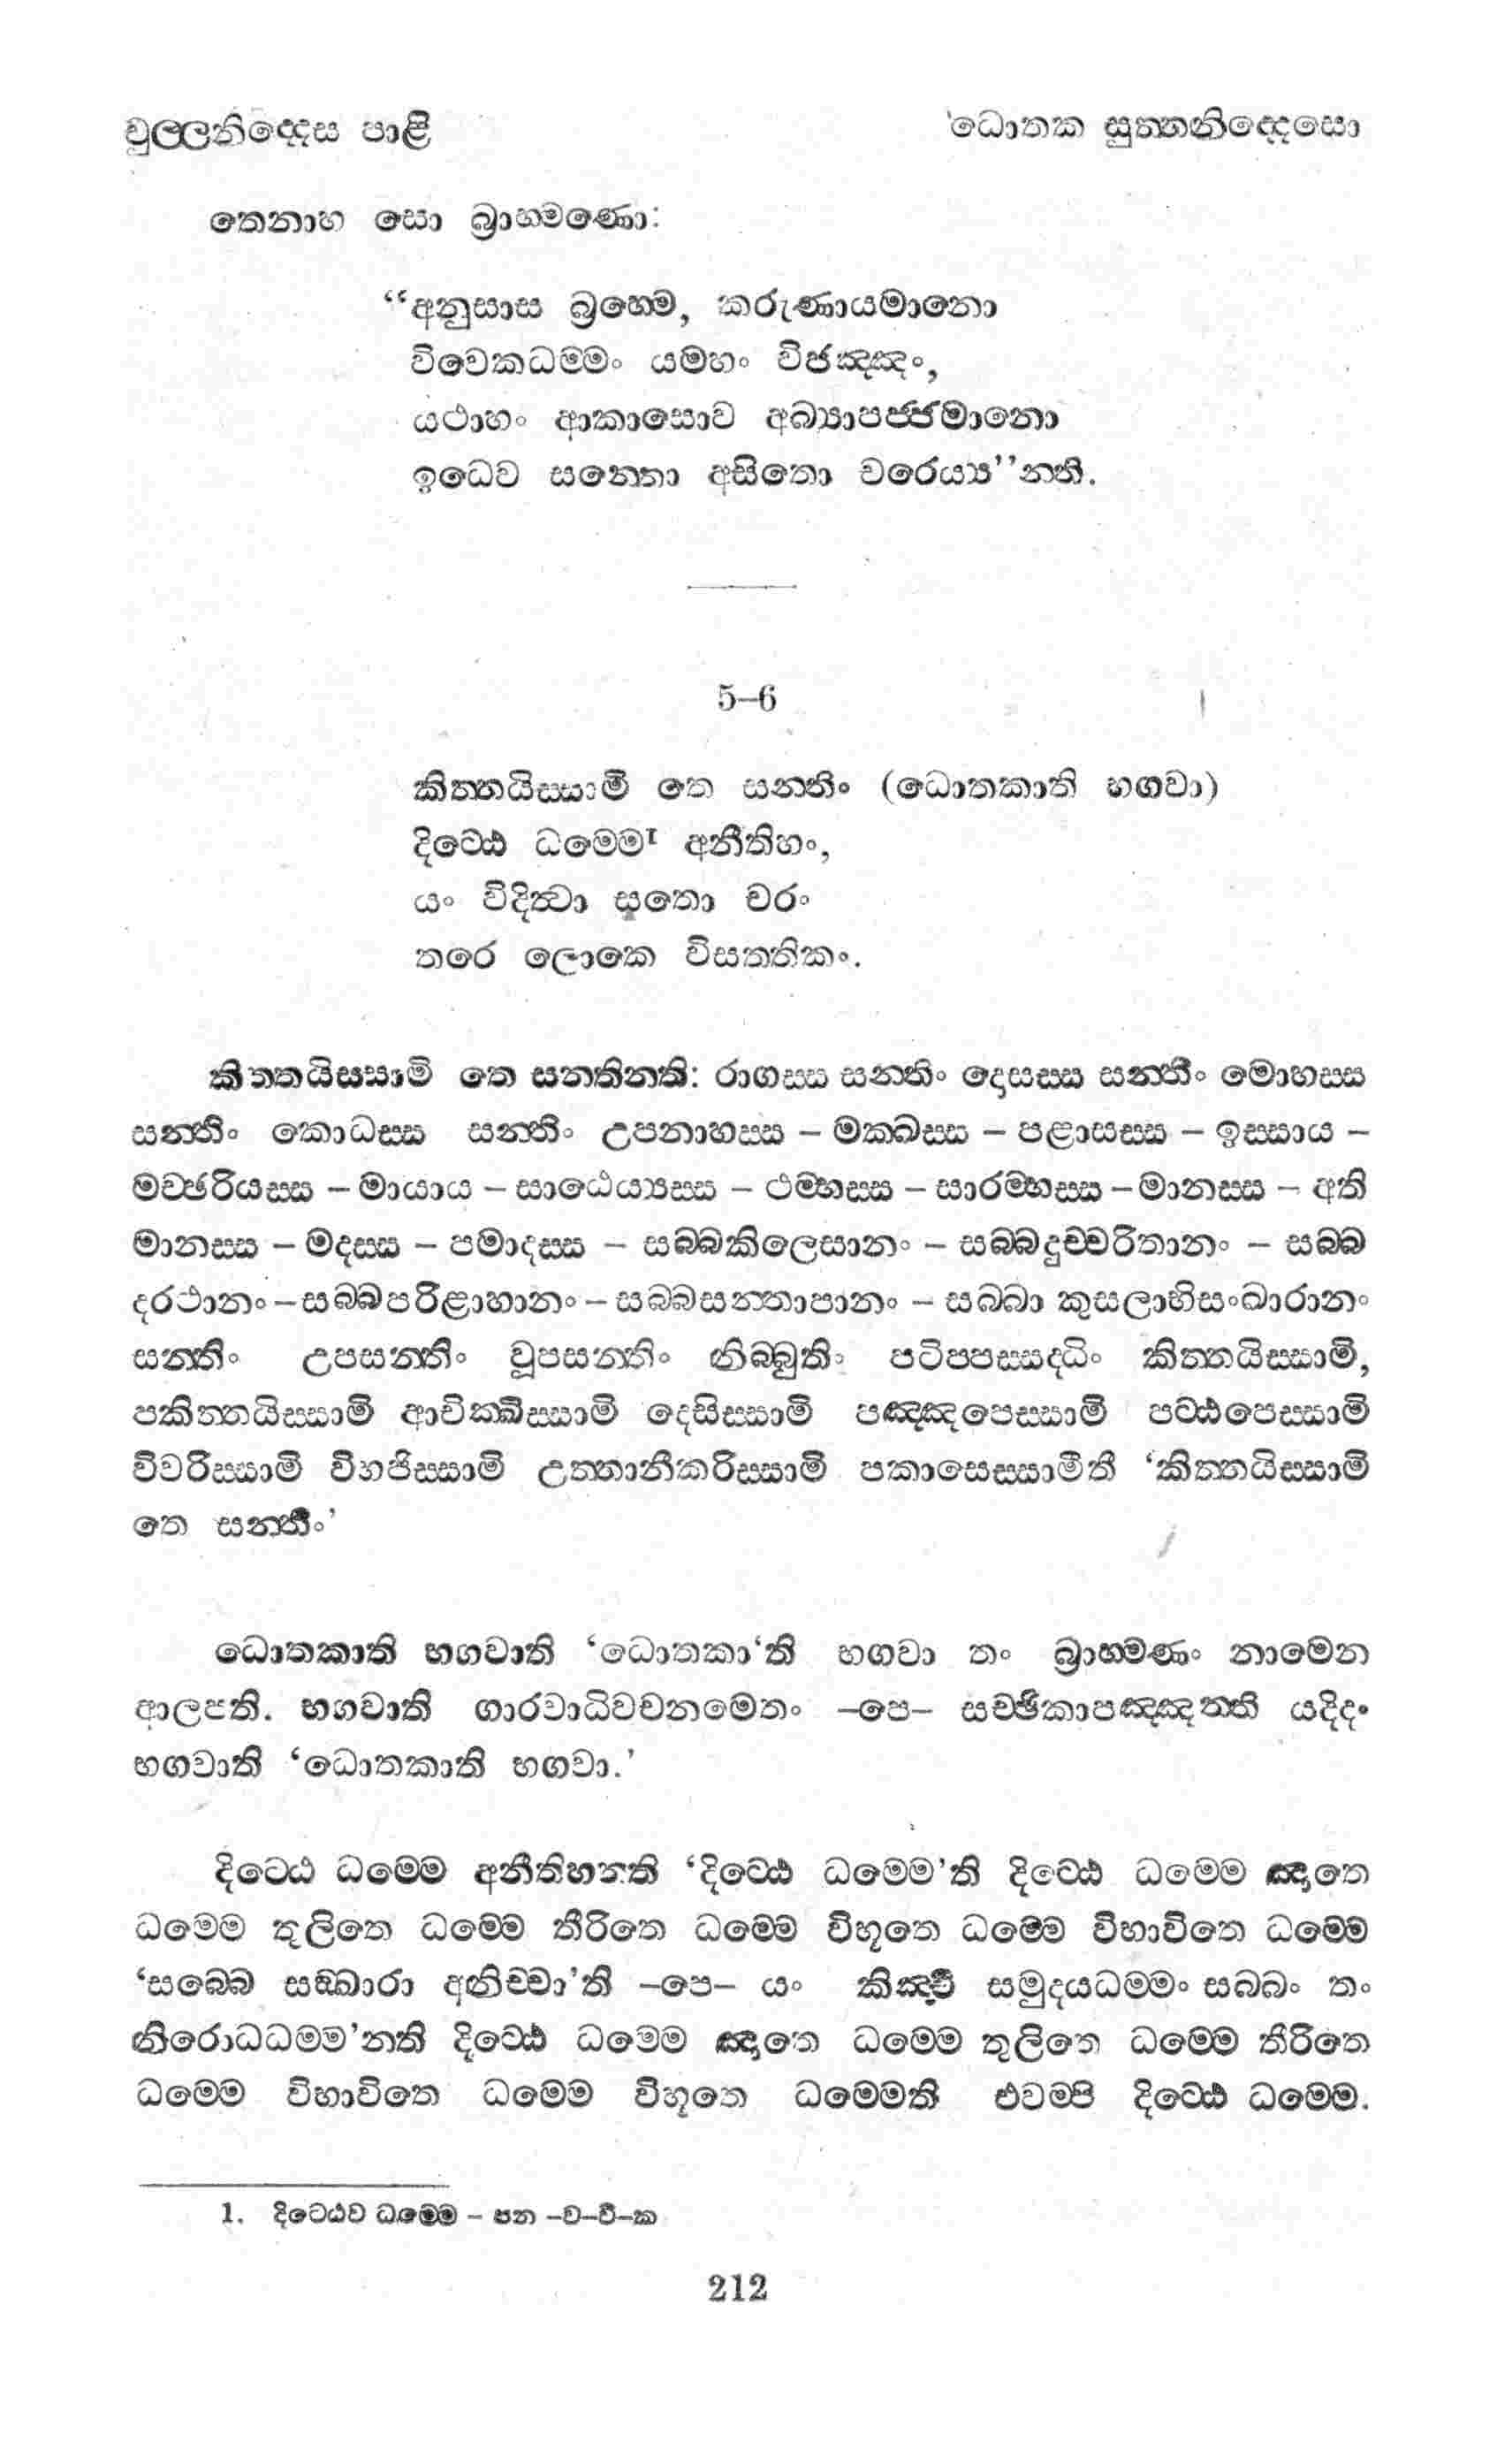 චුල්ලනිද්දෙස පාළි
ධොතක සුත්තනිද්දෙසො
තෙනාහ සො බ්‍රාහ්මණො:
“අනුසාස බ්‍රහ්මෙ, කරුණායමානො
විවෙකධම්මං යමහං විජඤ්ඤං,
යථාහං ආකාසොව අබ්‍යාපජ්ජමානො
ඉධෙව සන්තො අසිතො චරෙය්‍ය”න්ති.
5–6
කිත්තයිස්සාමි තෙ සන්තිං (ධොතකාති භගවා)
දිට්ඨෙ ධම්මෙ¹ අනීතිහං,
යං විදිත්වා සතො චරං
තරෙ ලොකෙ විසත්තිකං.
කිත්තයිස්සාමි තෙ සන්තින්ති: රාගස්ස සන්තිං දොසස්ස සන්තිං මොහස්ස
සන්තිං කොධස්ස සන්තිං උපනාහස්ස – මක්ඛස්ස – පළාසස්ස – ඉස්සාය –
මච්ඡරියස්ස – මායාය – සාඨෙය්‍යස්ස – ථම්භස්ස – සාරම්භස්ස – මානස්ස – අති
මානස්ස – මදස්ස – පමාදස්ස – සබ්බකිලෙසානං – සබ්බදුච්චරිතානං – සබ්බ
දරථානං – සබ්බපරිළාහානං – සබ්බසන්තාපානං – සබ්බා කුසලාභිසංඛාරානං
සන්තිං උපසන්තිං වූපසන්තිං නිබ්බුතිං පටිප්පස්සද්ධිං කිත්තයිස්සාමි,
පකිත්තයිස්සාමි ආචික්ඛිස්සාමි දෙසිස්සාමි පඤ්ඤපෙස්සාමි පට්ඨපෙස්සාමි
විවරිස්සාමි විභජිස්සාමි උත්තානීකරිස්සාමි පකාසෙස්සාමීති ‘කිත්තයිස්සාමි
තෙ සන්තිං’
ධොතකාති භගවාති ‘ධොතකා‘ති භගවා තං බ්‍රාහ්මණං නාමෙන
ආලපති. භගවාති ගාරවාධිවචනමෙතං –පෙ– සච්ඡිකාපඤ්ඤත්ති යදිදං
භගවාති ‘ධොතකාති භගවා.’
දිට්ඨෙ ධම්මෙ අනීතිහන්ති ‘දිට්ඨෙ ධම්මෙ’ති දිට්ඨෙ ධම්මෙ ඤාතෙ
ධම්මෙ තුලිතෙ ධම්මෙ තීරිතෙ ධම්මෙ විභූතෙ ධම්මෙ විභාවිතෙ ධම්මෙ
‘සබ්බෙ සඞ්ඛාරා අනිච්චා’ති –පෙ– යං කිඤ්චි සමුදයධම්මං සබ්බං තං
නිරොධධම්ම’න්ති දිට්ඨෙ ධම්මෙ ඤාතෙ ධම්මෙ තුලිතෙ ධම්මෙ තීරිතෙ
ධම්මෙ විභාවිතෙ ධම්මෙ විභූතෙ ධම්මෙති එවම්පි දිට්ඨෙ ධම්මෙ.
1. දිට්ඨෙව ධම්මෙ – පන –ව–වි–ක
212